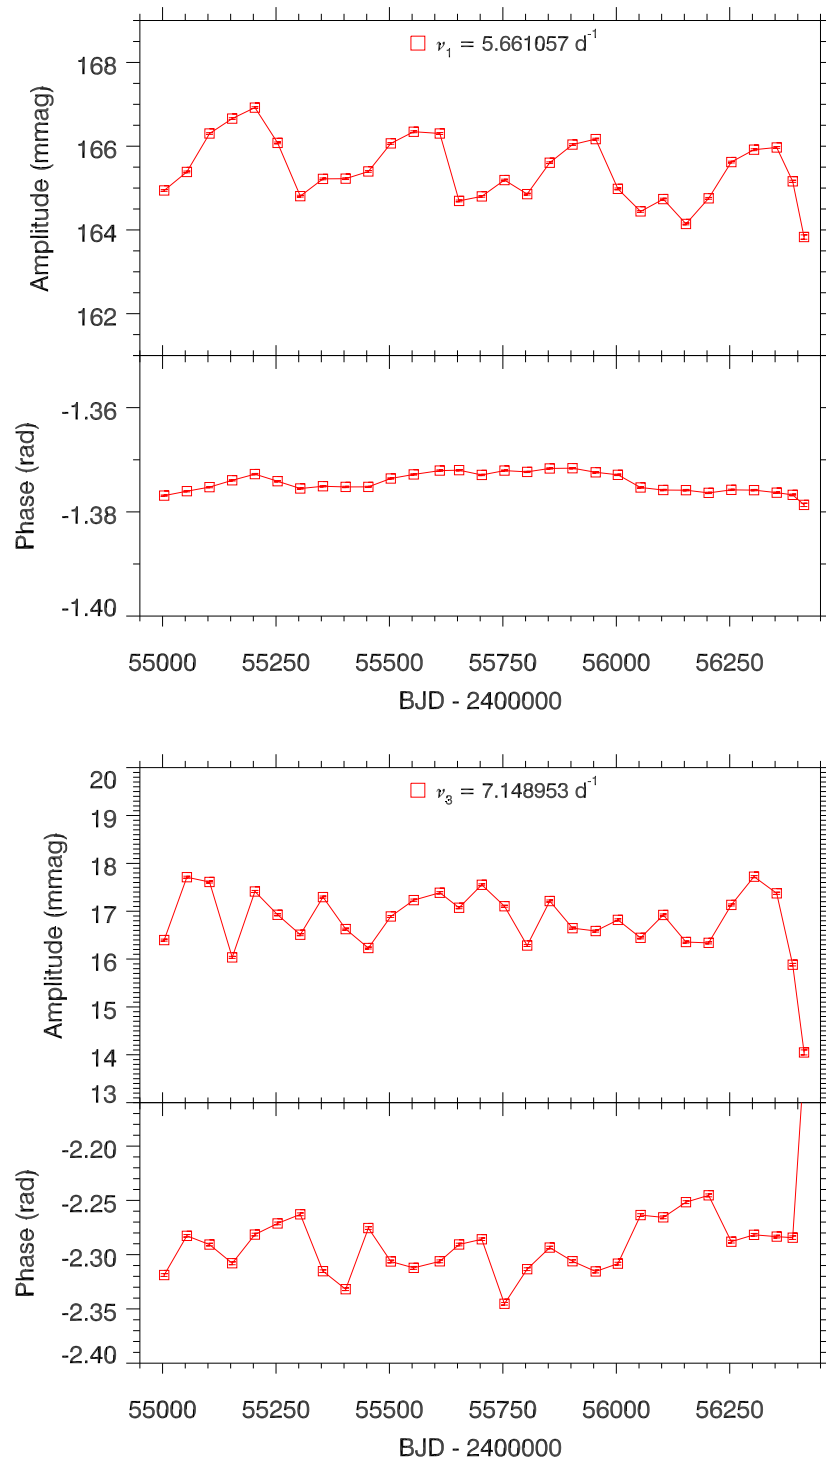 ν₁ = 5.661057 d⁻¹
168
166
164
162
Amplitude (mmag)
-1.36
-1.38
-1.40
Phase (rad)
55000 55250 55500 55750 56000 56250
BJD - 2400000
ν₃ = 7.148953 d⁻¹
20
19
18
17
16
15
14
13
Amplitude (mmag)
-2.20
-2.25
-2.30
-2.35
-2.40
Phase (rad)
55000 55250 55500 55750 56000 56250
BJD - 2400000